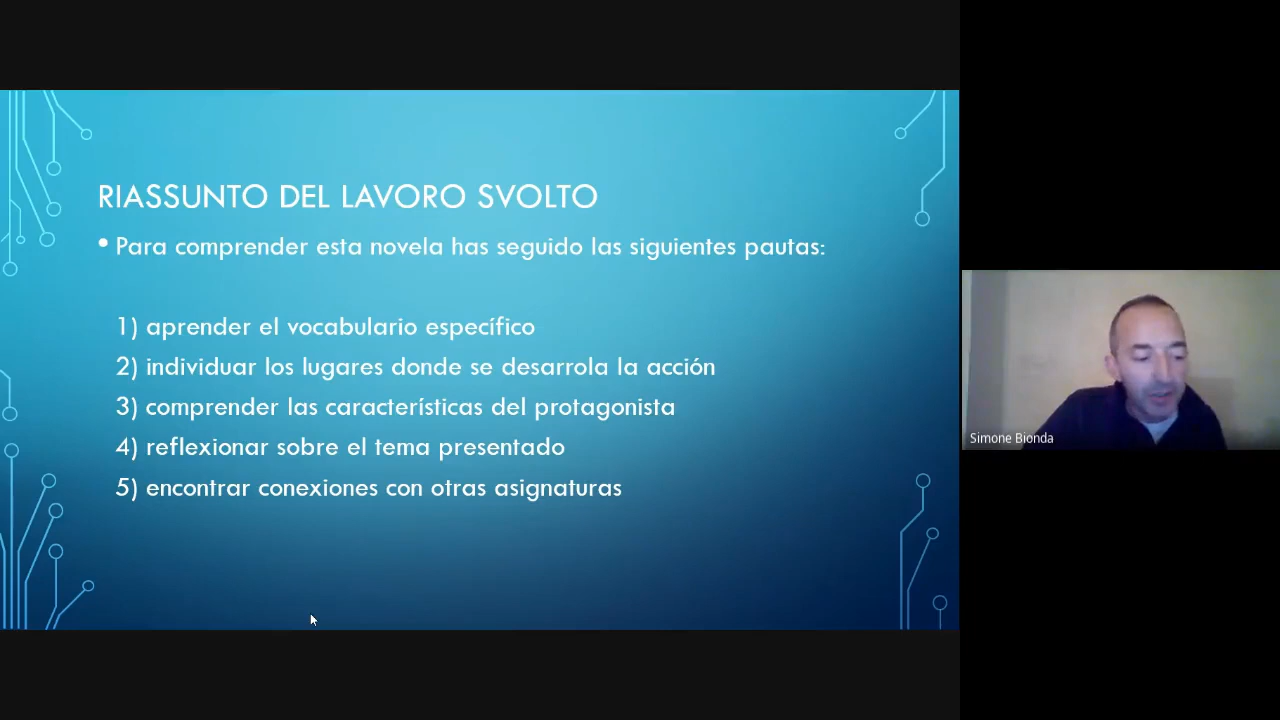 RIASSUNTO DEL LAVORO SVOLTO
• Para comprender esta novela has seguido las siguientes pautas:
1) aprender el vocabulario específico
2) individuar los lugares donde se desarrola la acción
3) comprender las características del protagonista
4) reflexionar sobre el tema presentado
5) encontrar conexiones con otras asignaturas
Simone Bionda